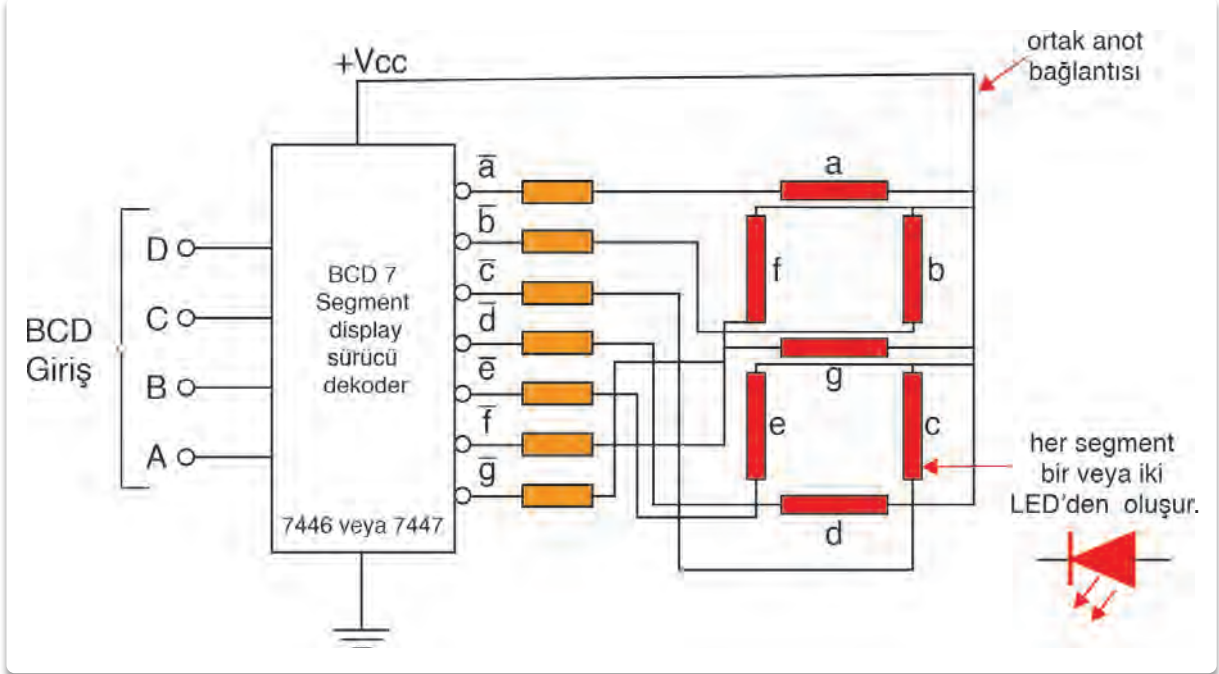 +Vcc
ortak anot
bağlantısı
BCD
Giriş
D
C
B
A
BCD 7
Segment
display
sürücü
dekoder
7446 veya 7447
a̅
b̅
c̅
d̅
e̅
f̅
g̅
a
f
b
g
e
c
d
her segment
bir veya iki
LED'den oluşur.